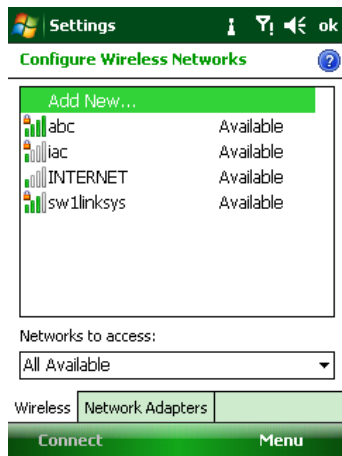 Settings ok
Configure Wireless Networks
Add New...
abc Available
iac Available
INTERNET Available
sw1linksys Available
Networks to access:
All Available
Wireless Network Adapters
Connect Menu